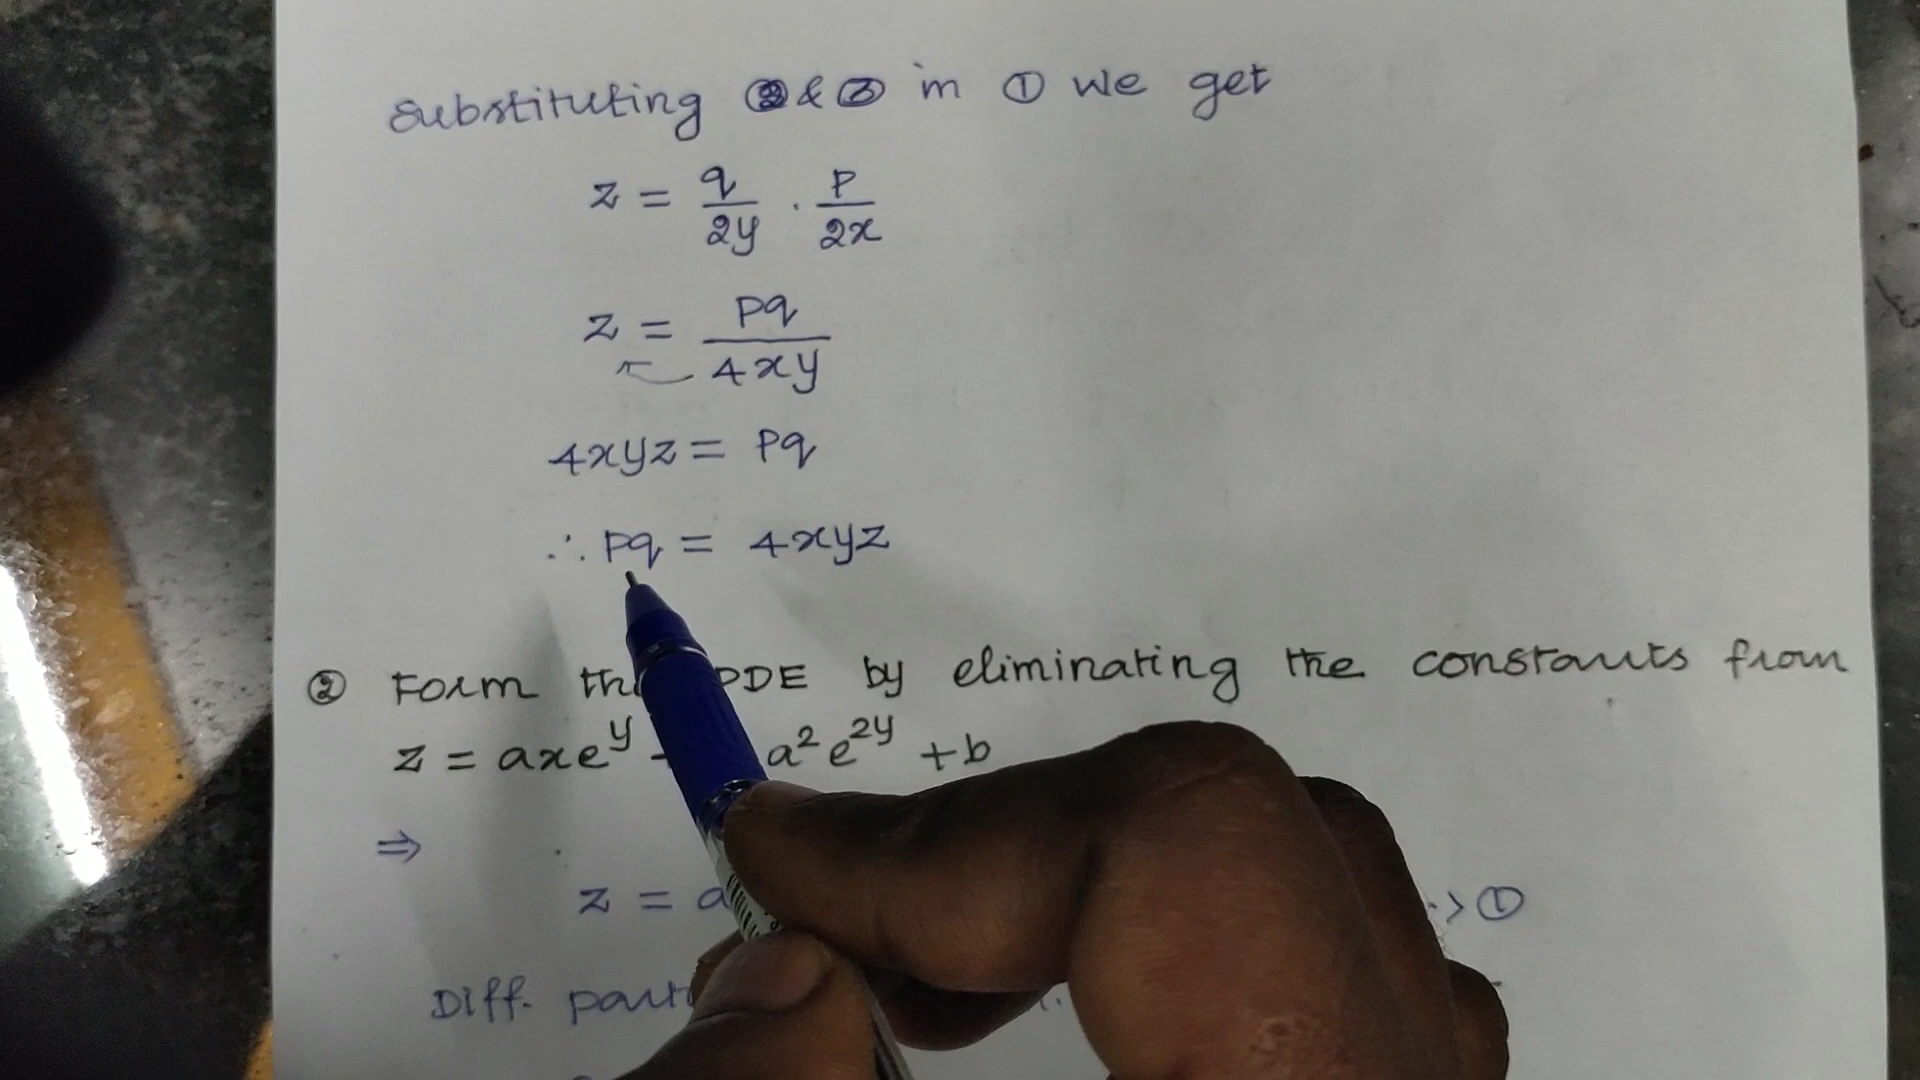 Substituting ② & ③ in ① we get
z = q/2y . p/2x
z = pq/4xy
4xyz = pq
∴ pq = 4xyz
② Form the PDE by eliminating the constants from
z = axe^y a²e^2y + b
⇒
z = a --> ①
Diff.